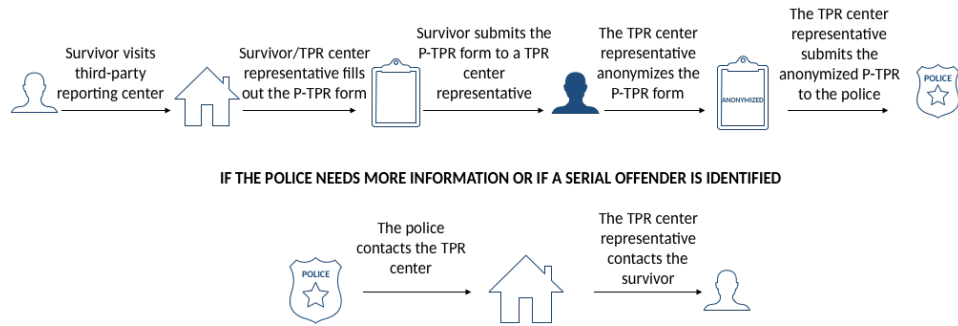 Survivor visits
third-party
reporting center
Survivor/TPR center
representative fills
out the P-TPR form
Survivor submits the
P-TPR form to a TPR
center
representative
The TPR center
representative
anonymizes the
P-TPR form
ANONYMIZED
The TPR center
representative
submits the
anonymized P-TPR
to the police
POLICE
IF THE POLICE NEEDS MORE INFORMATION OR IF A SERIAL OFFENDER IS IDENTIFIED
POLICE
The police
contacts the TPR
center
The TPR center
representative
contacts the
survivor